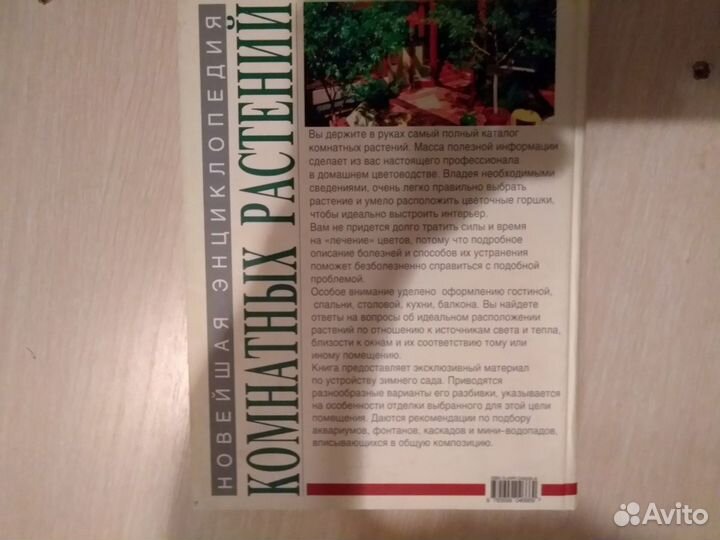 НОВЕЙШАЯ ЭНЦИКЛОПЕДИЯ
КОМНАТНЫХ РАСТЕНИЙ
Вы держите в руках самый полный каталог
комнатных растений. Масса полезной информации
сделает из вас настоящего профессионала
в домашнем цветоводстве. Владея необходимыми
сведениями, очень легко правильно выбрать
растение и умело расположить цветочные горшки,
чтобы идеально выстроить интерьер.
Вам не придется долго тратить силы и время
на «лечение» цветов, потому что подробное
описание болезней и способов их устранения
поможет безболезненно справиться с подобной
проблемой.
Особое внимание уделено оформлению гостиной,
спальни, столовой, кухни, балкона. Вы найдете
ответы на вопросы об идеальном расположении
растений по отношению к источникам света и тепла,
близости к окнам и их соответствию тому или
иному помещению.
Книга предоставляет эксклюзивный материал
по устройству зимнего сада. Приводятся
разнообразные варианты его разбивки, указывается
на особенности отделки выбранного для этой цели
помещения. Даются рекомендации по подбору
аквариумов, фонтанов, каскадов и мини-водопадов,
вписывающихся в общую композицию.
Avito